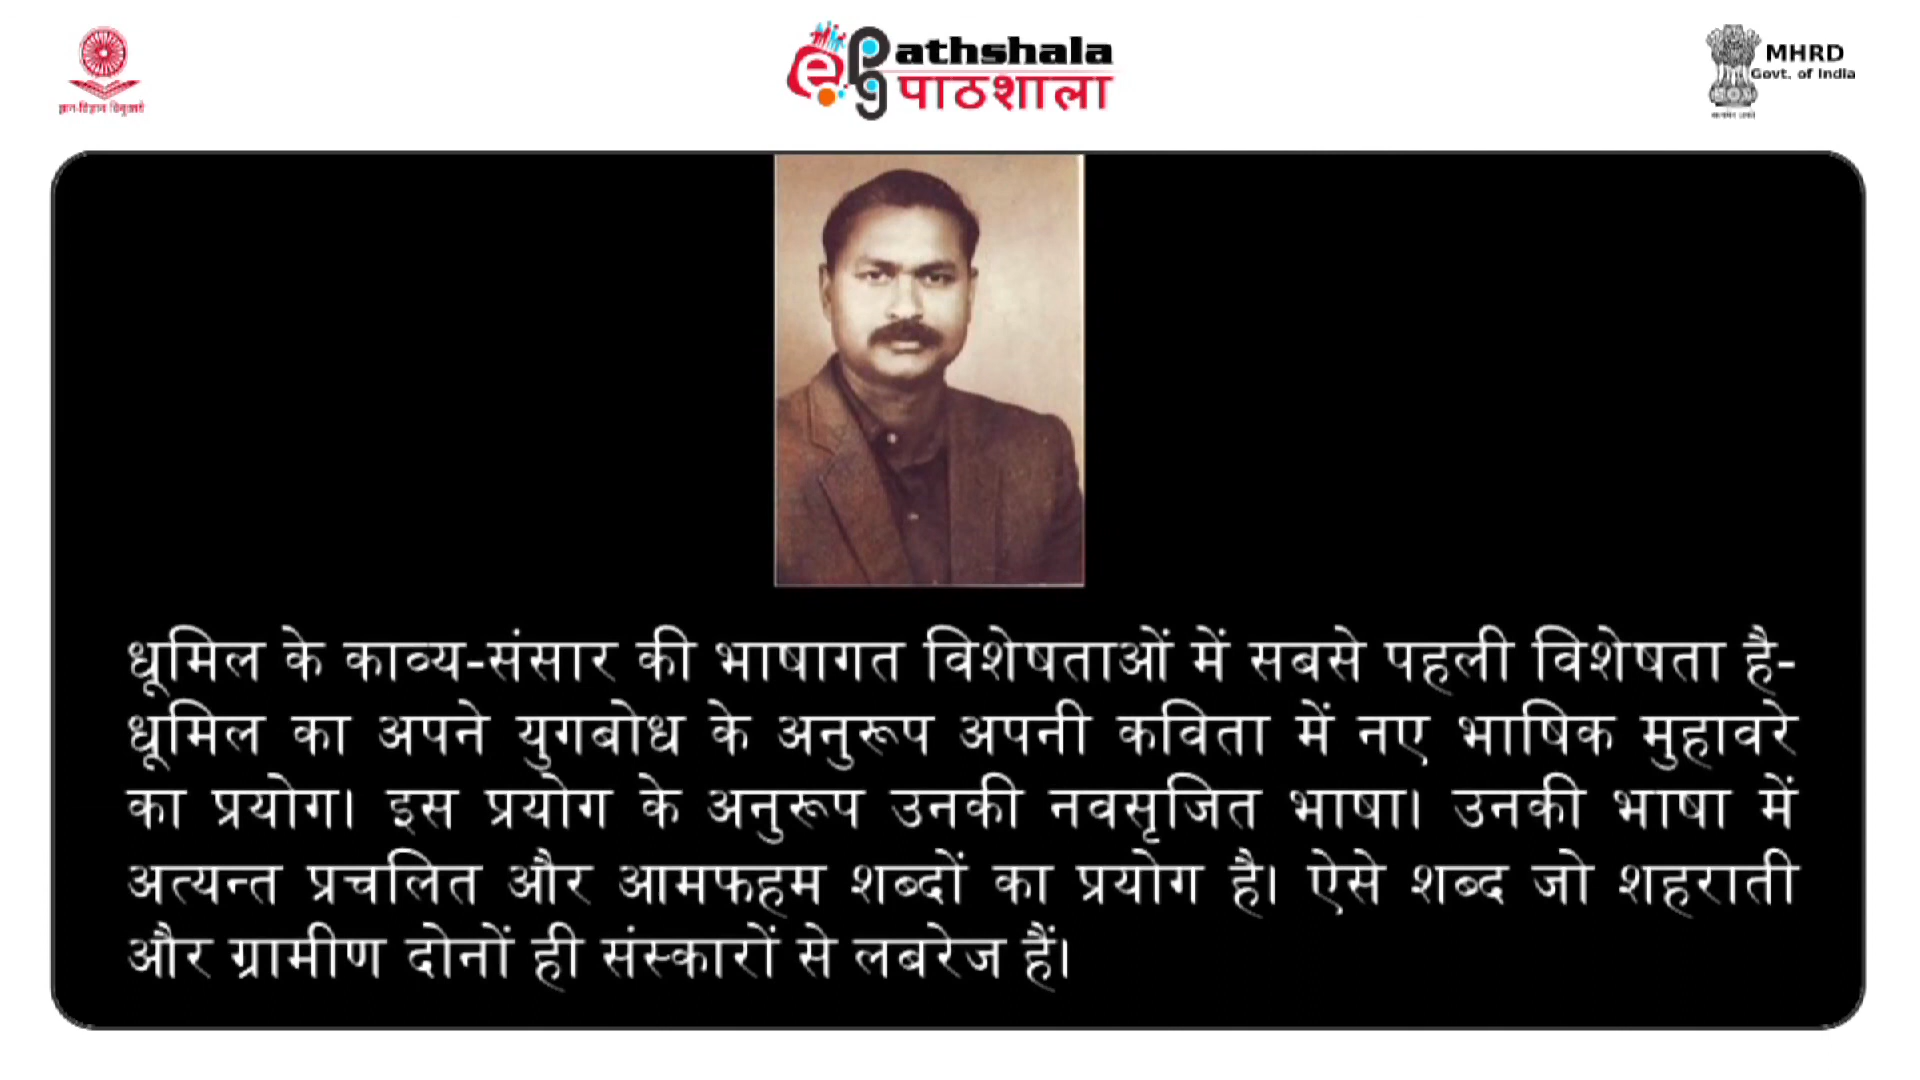 ज्ञान-विज्ञान विमुक्तये
athshala
पाठशाला
MHRD
Govt. of India
धूमिल के काव्य-संसार की भाषागत विशेषताओं में सबसे पहली विशेषता है-
धूमिल का अपने युगबोध के अनुरूप अपनी कविता में नए भाषिक मुहावरे
का प्रयोग। इस प्रयोग के अनुरूप उनकी नवसृजित भाषा। उनकी भाषा में
अत्यन्त प्रचलित और आमफहम शब्दों का प्रयोग है। ऐसे शब्द जो शहराती
और ग्रामीण दोनों ही संस्कारों से लबरेज हैं।